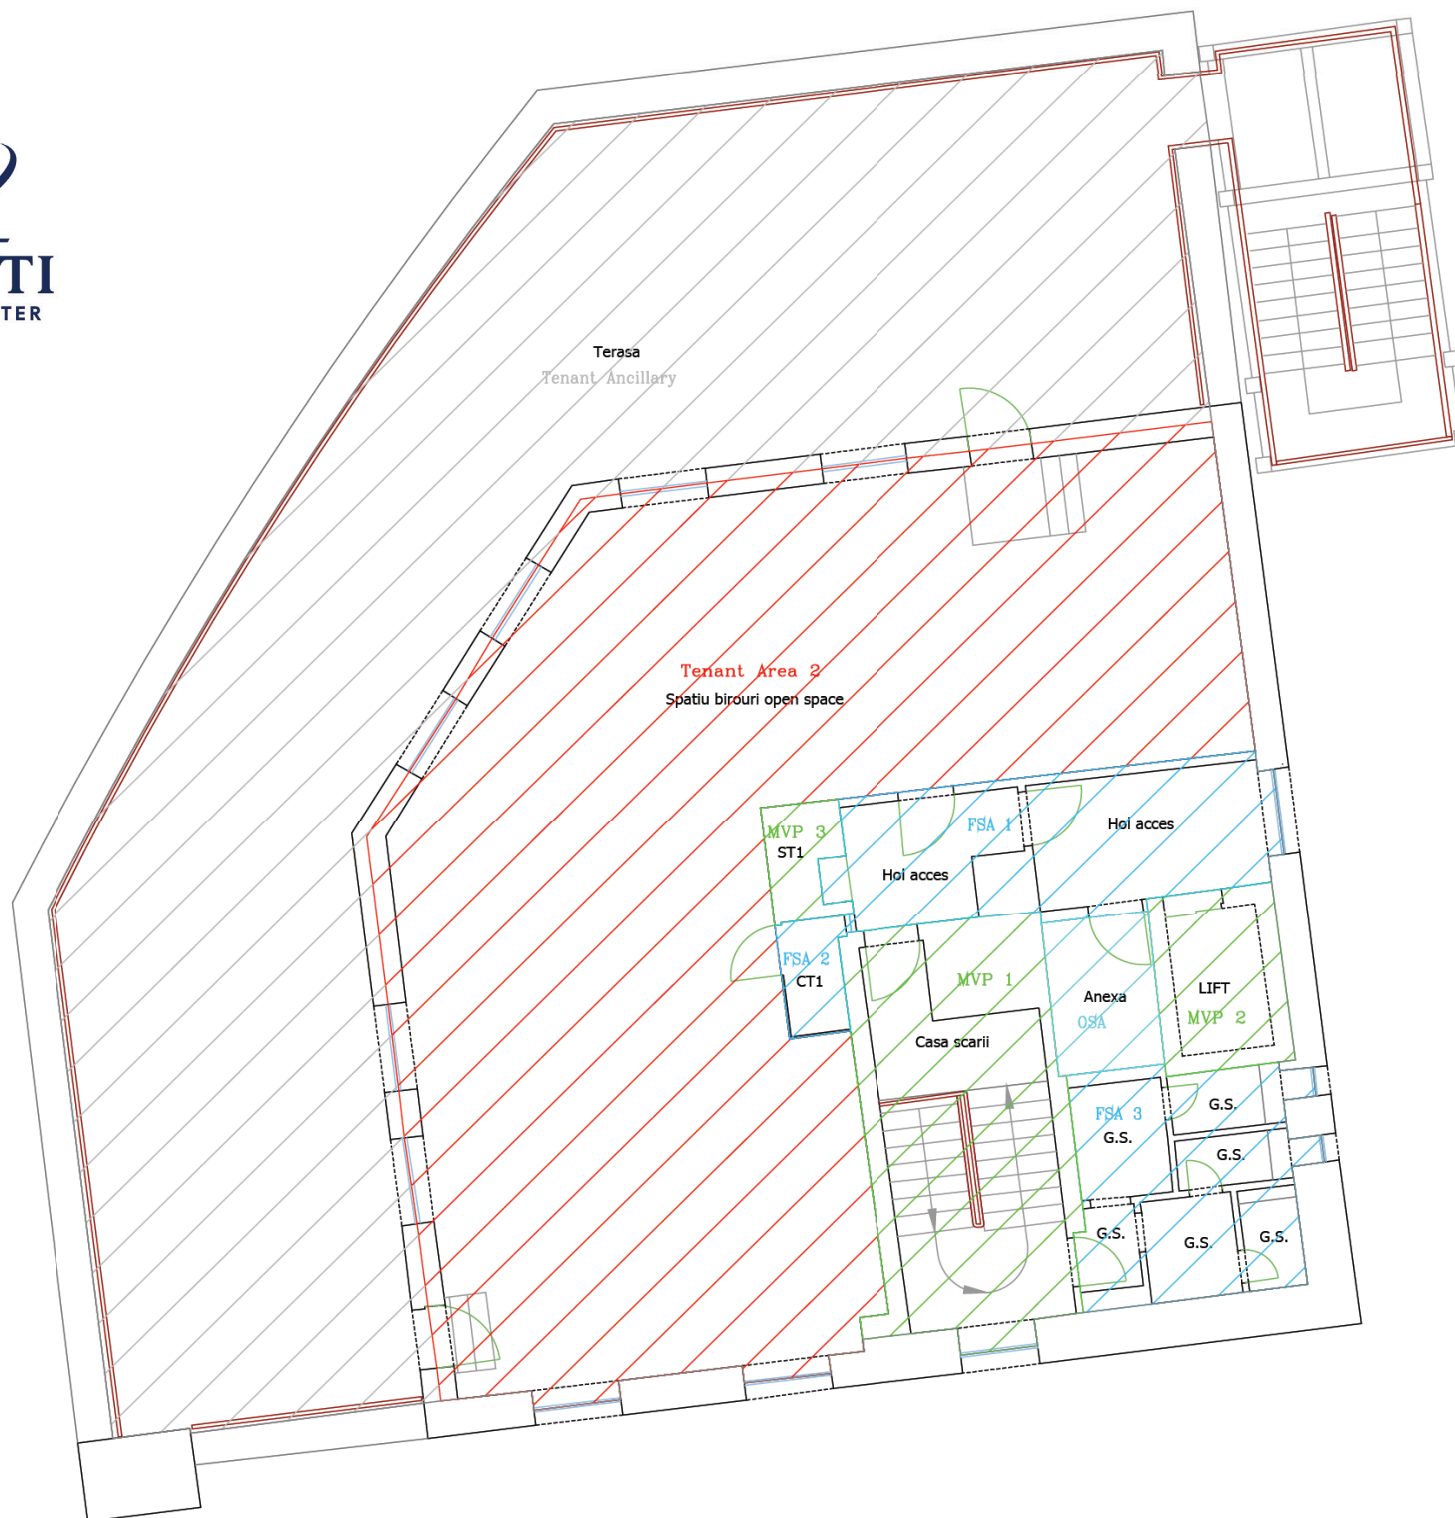 TI
TER
Terasa
Tenant Ancillary
Tenant Area 2
Spatiu birouri open space
MVP 3
ST1
FSA 1
Hol acces
Hol acces
FSA 2
CT1
MVP 1
Anexa
OSA
LIFT
MVP 2
Casa scarii
FSA 3
G.S.
G.S.
G.S.
G.S.
G.S.
G.S.